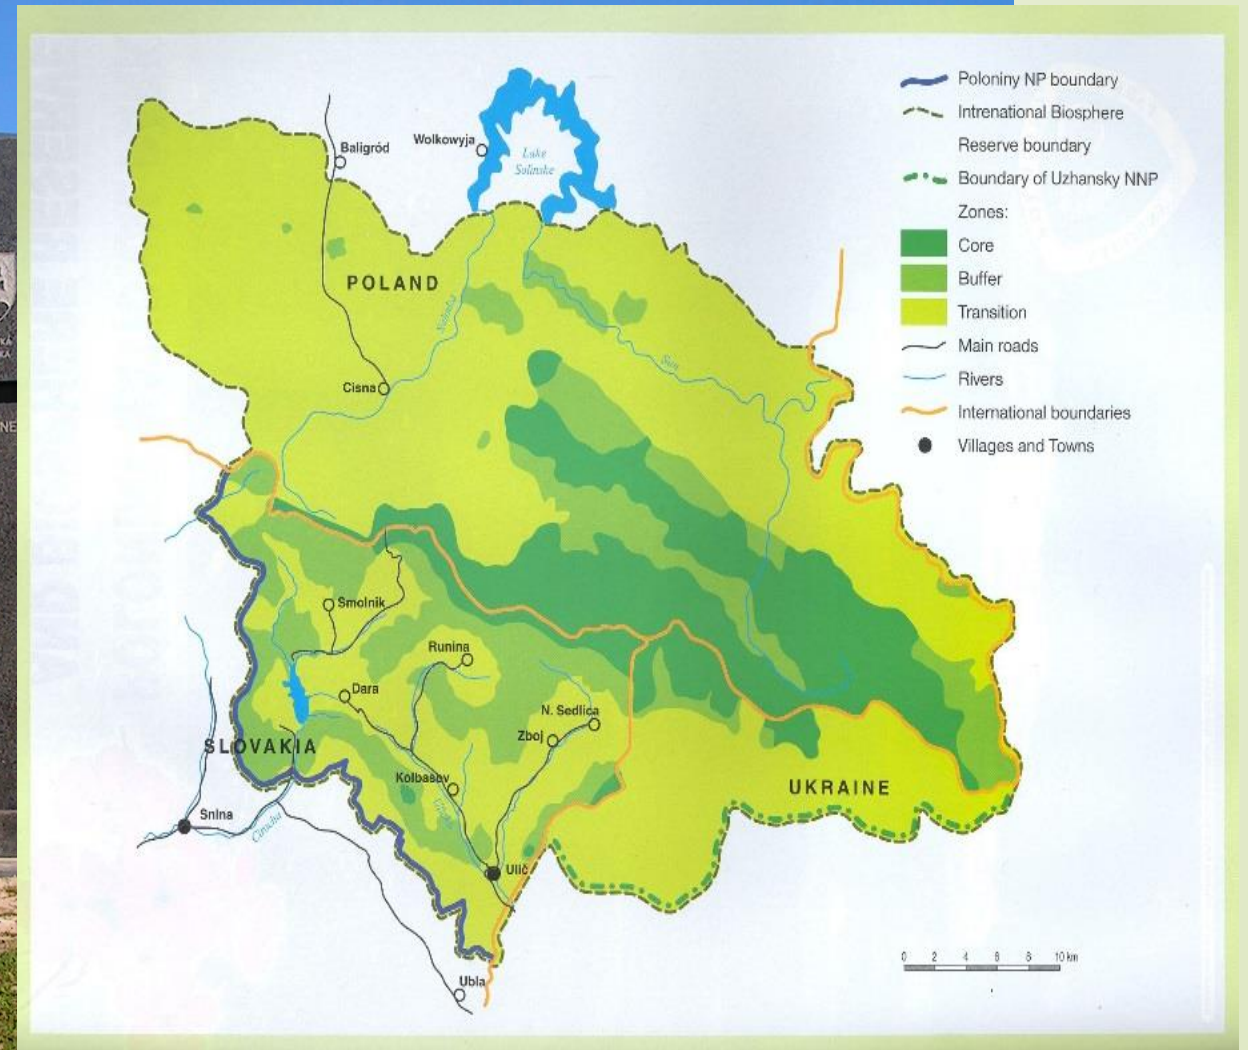 Poloniny NP boundary
Intrenational Biosphere
Reserve boundary
Boundary of Uzhansky NNP
Zones:
Core
Buffer
Transition
Main roads
Rivers
International boundaries
Villages and Towns
Baligród
Wolkowyja
Lake
Solinske
POLAND
Solinka
San
Cisna
Smolnik
Runina
Dara
N. Sedlica
Zboj
SLOVAKIA
Kolbasov
UKRAINE
Snina
Cirocha
Ulič
Ubla
0 2 4 6 8 10 km